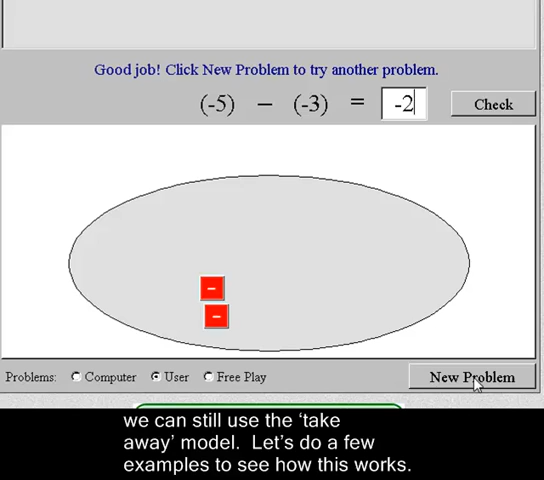 Good job! Click New Problem to try another problem.
(-5) − (-3) = -2 Check
−
−
Problems: Computer User Free Play New Problem
we can still use the ‘take
away’ model. Let’s do a few
examples to see how this works.